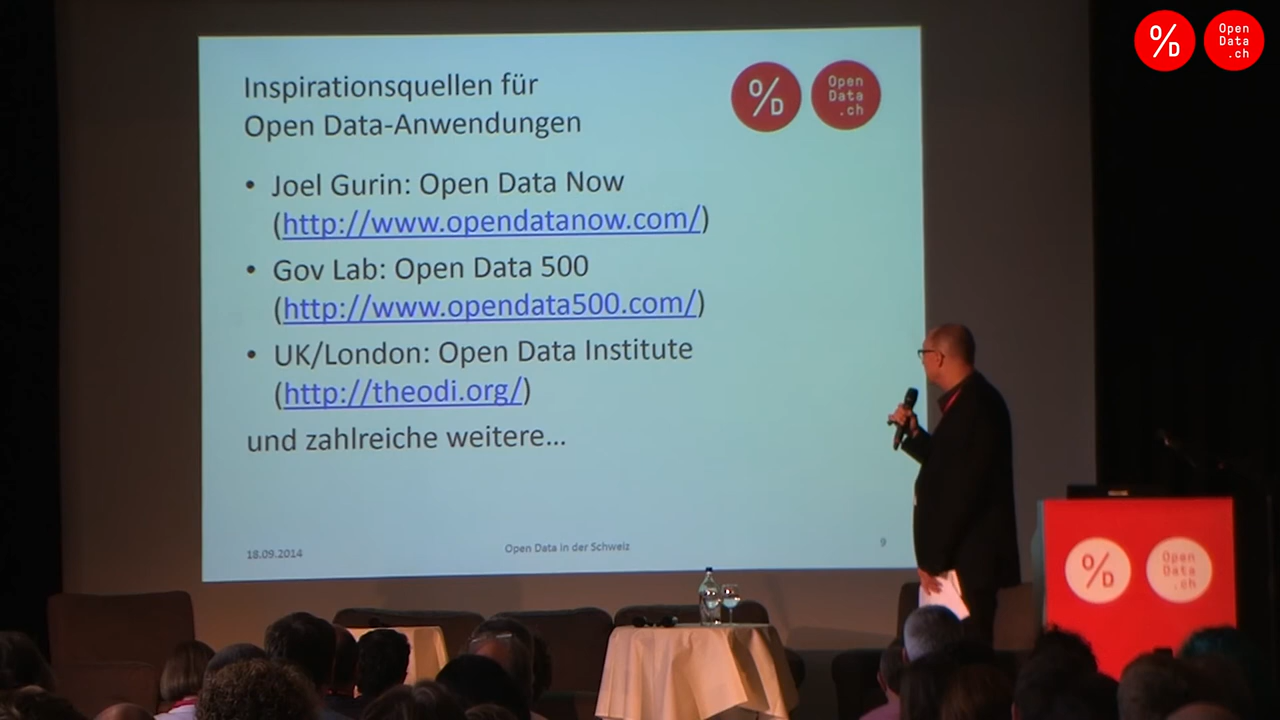 Inspirationsquellen für
Open Data-Anwendungen
% D
Open
Data
.ch
• Joel Gurin: Open Data Now
(http://www.opendatanow.com/)
• Gov Lab: Open Data 500
(http://www.opendata500.com/)
• UK/London: Open Data Institute
(http://theodi.org/)
und zahlreiche weitere...
18.09.2014
Open Data in der Schweiz
9
% D
Open
Data
.ch
% D
Open
Data
.ch